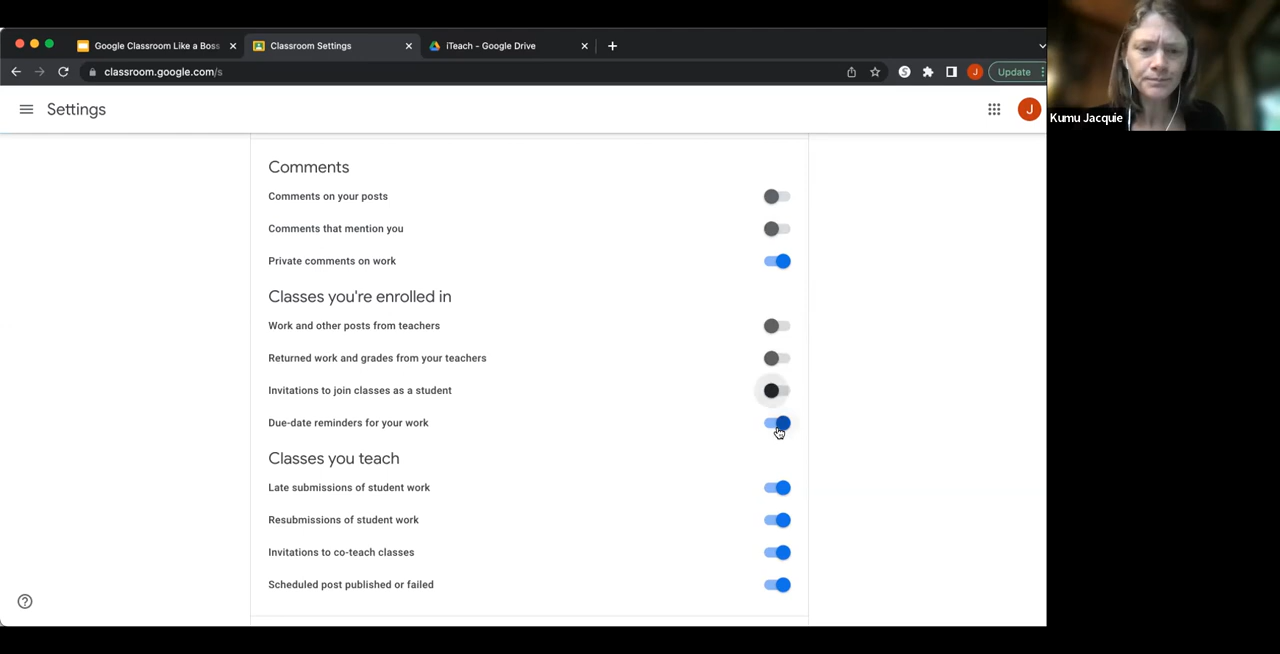 Google Classroom Like a Boss
Classroom Settings
iTeach - Google Drive
classroom.google.com/s
S
J
Update
Settings
J
Kumu Jacquie
Comments
Comments on your posts
Comments that mention you
Private comments on work
Classes you're enrolled in
Work and other posts from teachers
Returned work and grades from your teachers
Invitations to join classes as a student
Due-date reminders for your work
Classes you teach
Late submissions of student work
Resubmissions of student work
Invitations to co-teach classes
Scheduled post published or failed